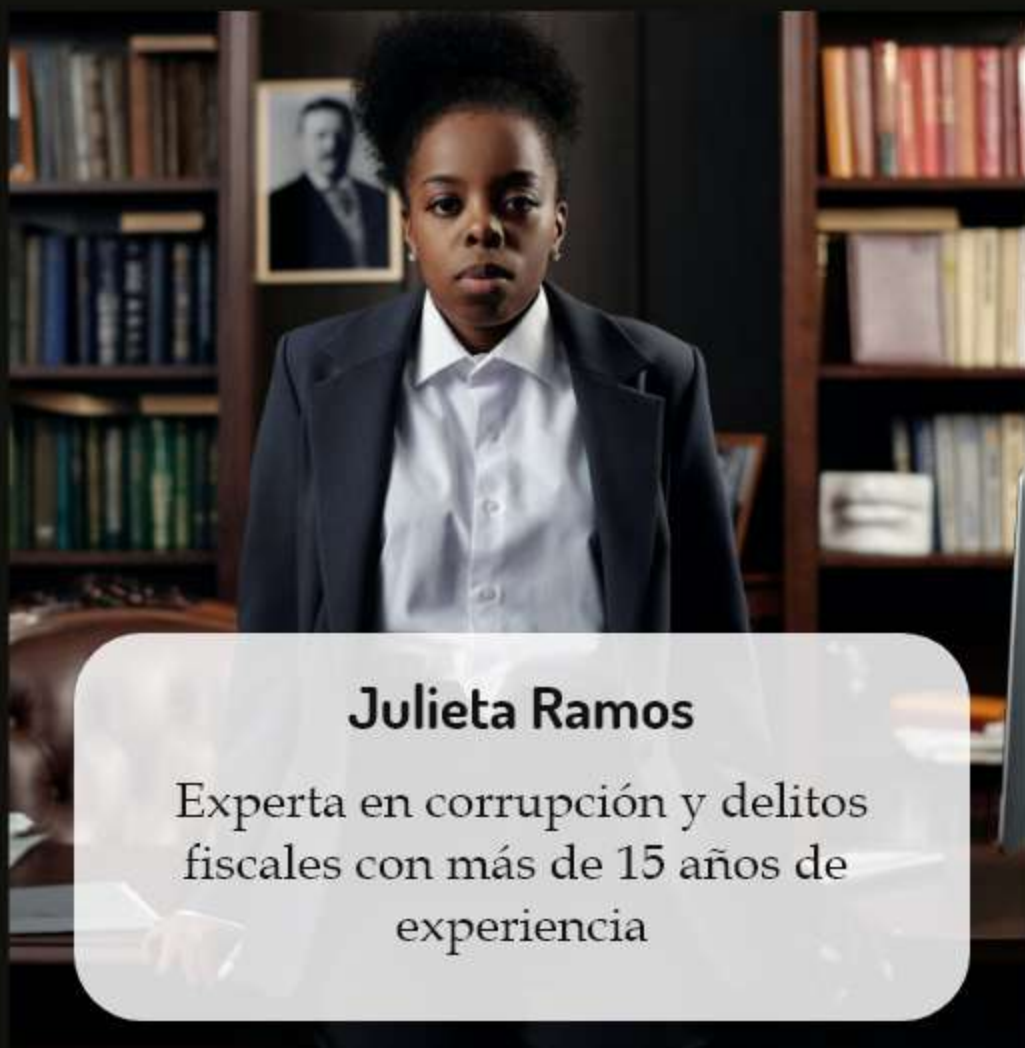 Julieta Ramos
Experta en corrupción y delitos
fiscales con más de 15 años de
experiencia